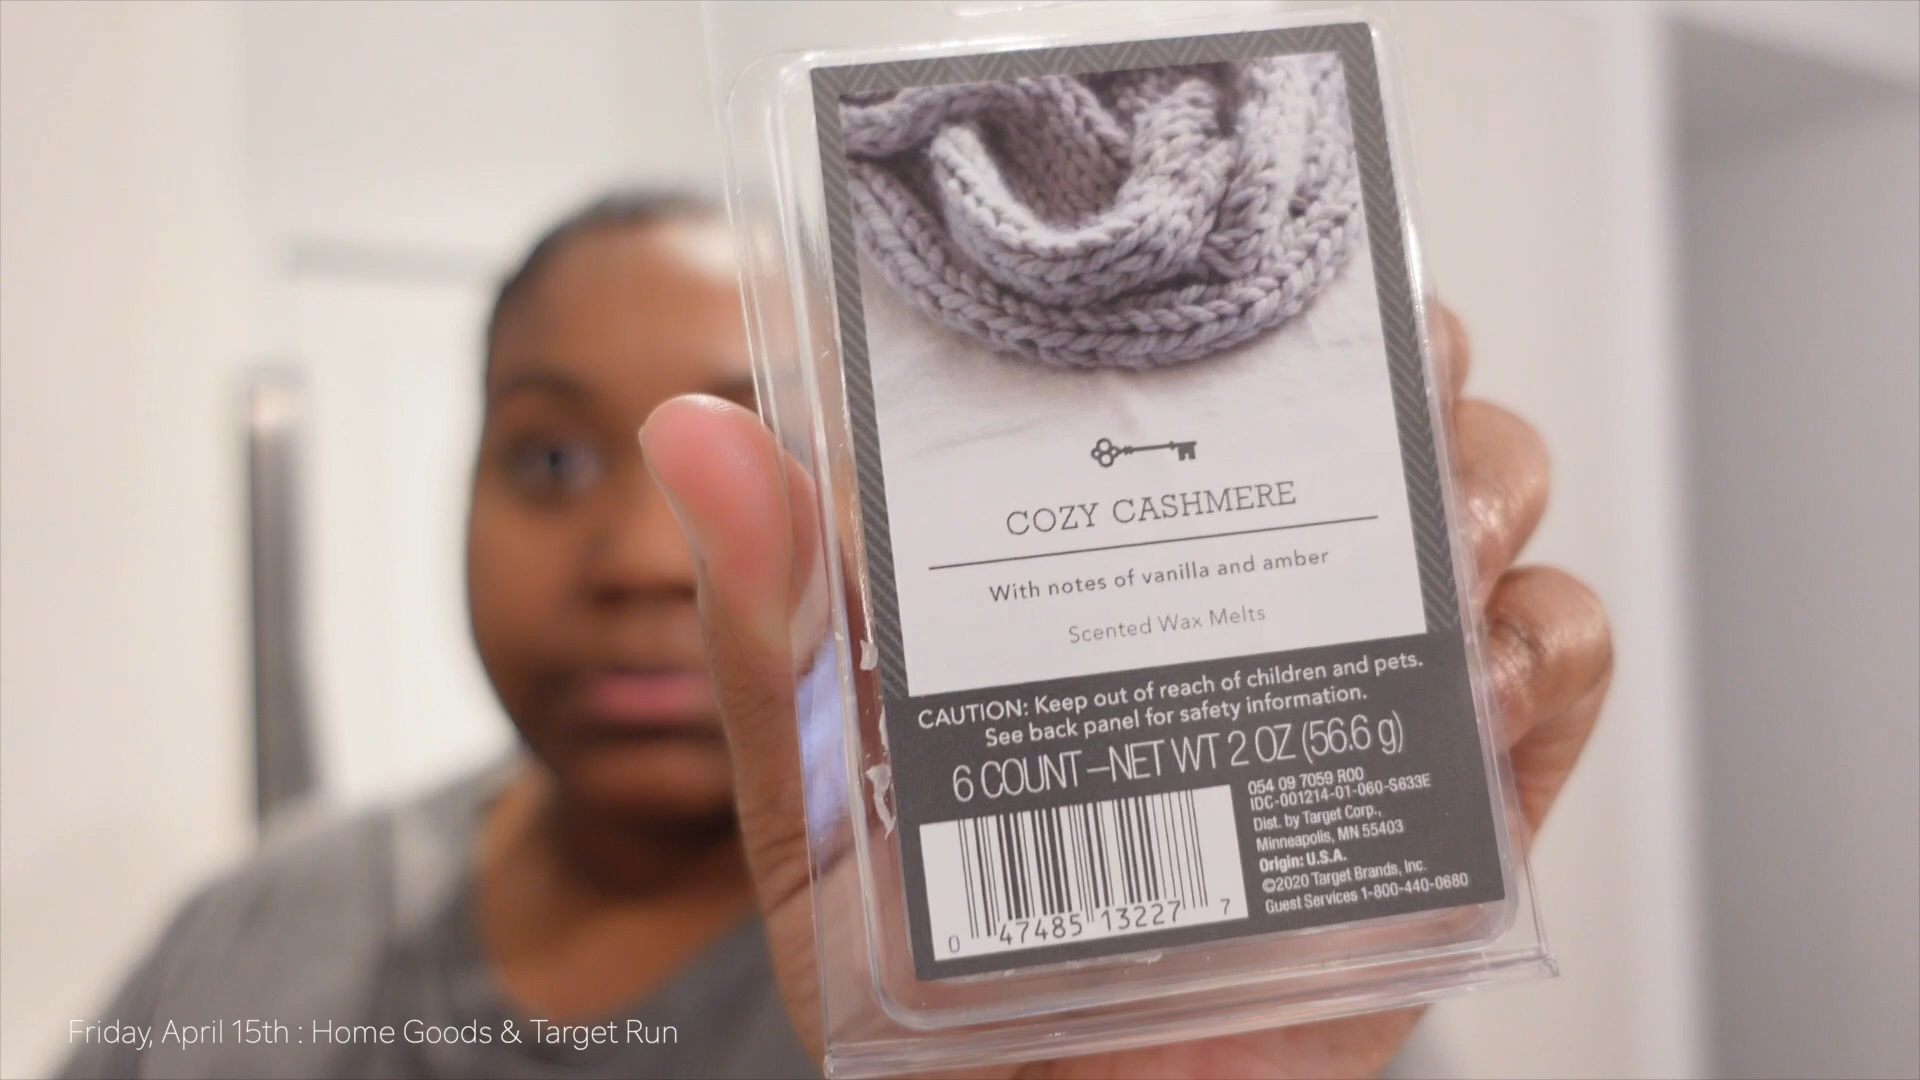 COZY CASHMERE
With notes of vanilla and amber
Scented Wax Melts
CAUTION: Keep out of reach of children and pets.
See back panel for safety information.
6 COUNT–NET WT 2 OZ (56.6 g)
054 09 7059 R00
IDC-001214-01-060-S633E
Dist. by Target Corp.,
Minneapolis, MN 55403
Origin: U.S.A.
©2020 Target Brands, Inc.
Guest Services 1-800-440-0680
0 47485 13227 7
Friday, April 15th : Home Goods & Target Run